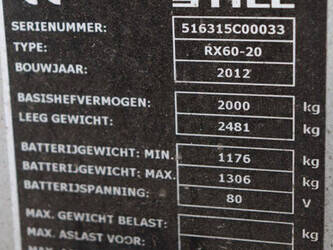 STILL
SERIENUMMER: 516315C00033
TYPE: RX60-20
BOUWJAAR: 2012
BASISHEFVERMOGEN: 2000 kg
LEEG GEWICHT: 2481 kg
BATTERIJGEWICHT: MIN. 1176 kg
BATTERIJGEWICHT: MAX. 1306 kg
BATTERIJSPANNING: 80 V
MAX. GEWICHT BELAST: kg
MAX. ASLAST VOOR: